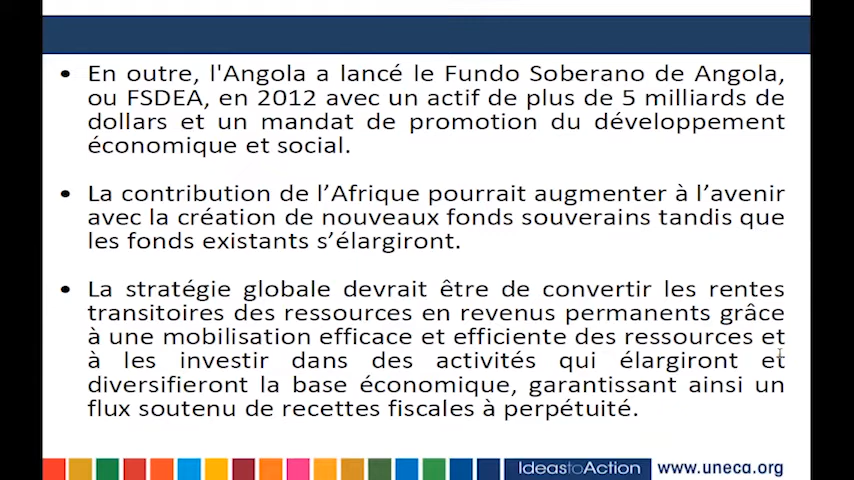 • En outre, l'Angola a lancé le Fundo Soberano de Angola,
ou FSDEA, en 2012 avec un actif de plus de 5 milliards de
dollars et un mandat de promotion du développement
économique et social.
• La contribution de l’Afrique pourrait augmenter à l’avenir
avec la création de nouveaux fonds souverains tandis que
les fonds existants s’élargiront.
• La stratégie globale devrait être de convertir les rentes
transitoires des ressources en revenus permanents grâce
à une mobilisation efficace et efficiente des ressources et
à les investir dans des activités qui élargiront et
diversifieront la base économique, garantissant ainsi un
flux soutenu de recettes fiscales à perpétuité.
IdeastoAction www.uneca.org